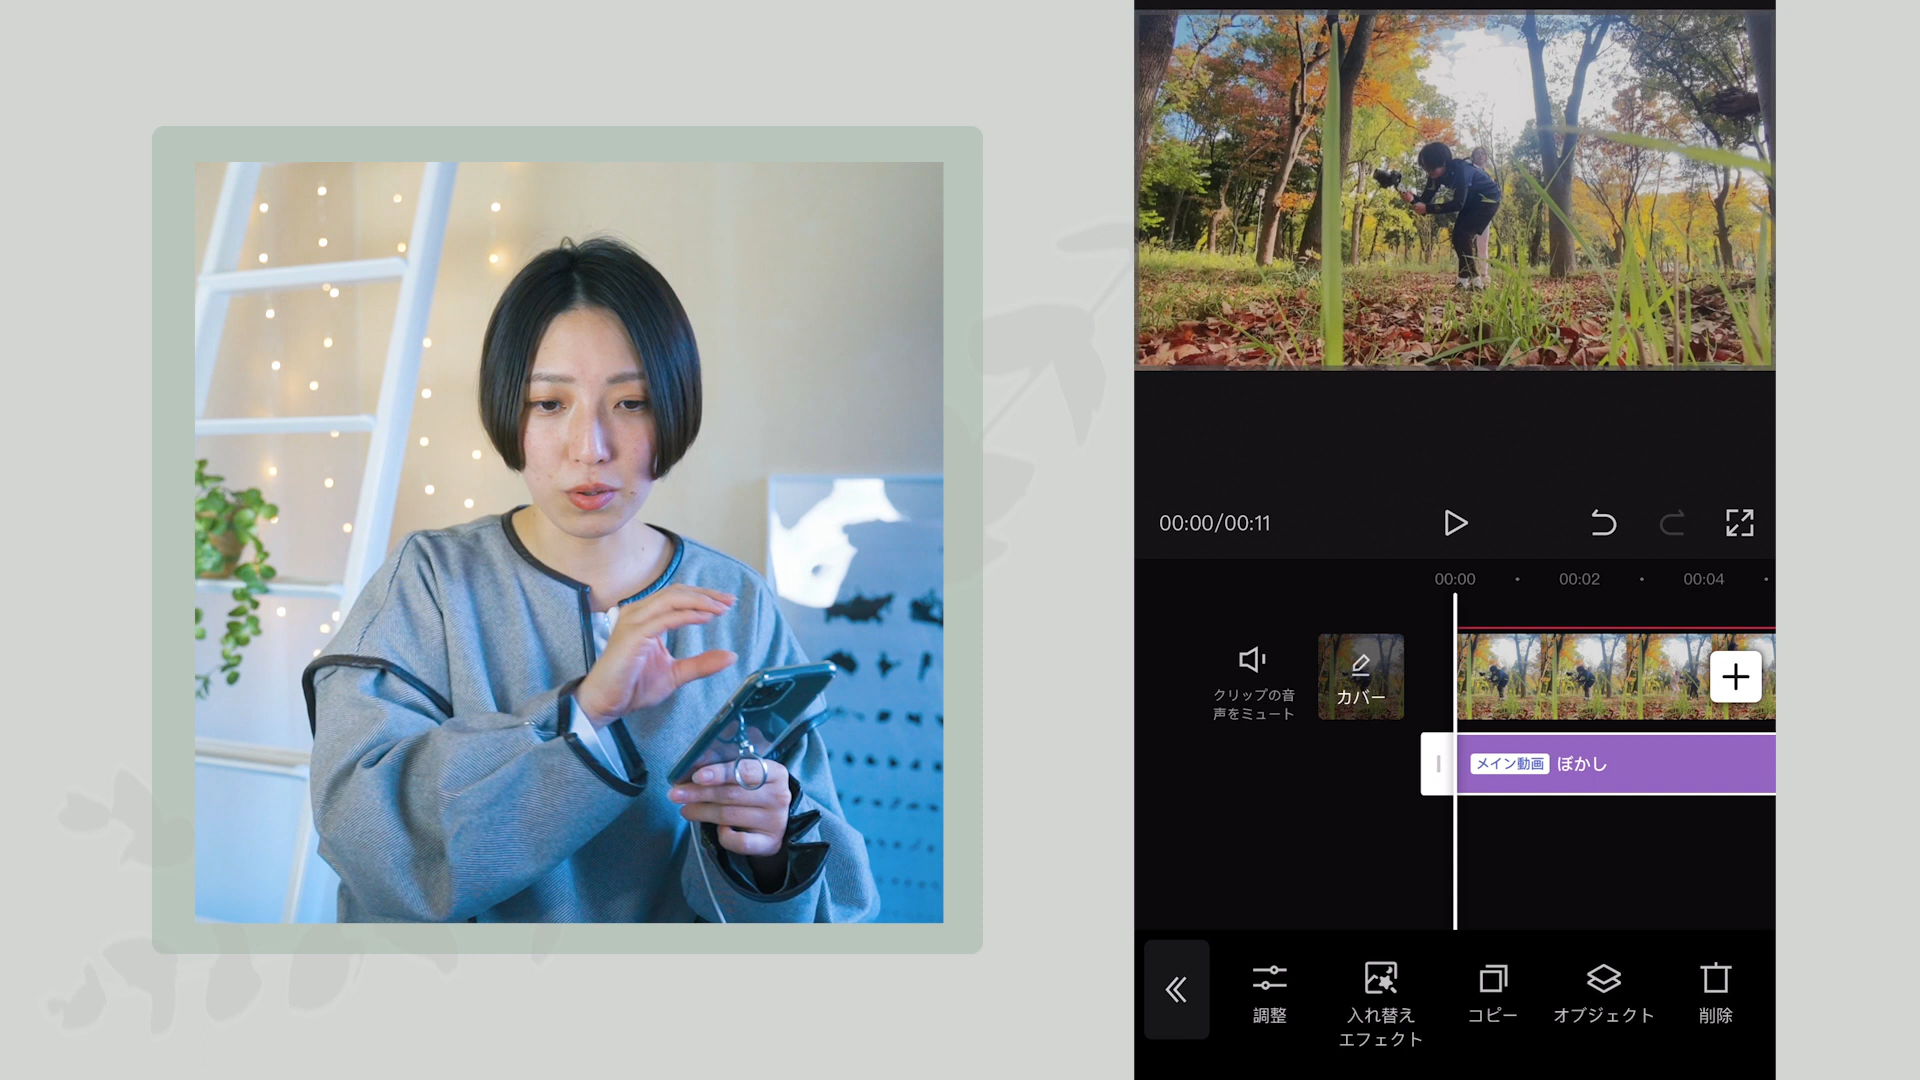 00:00/00:11
00:00
00:02
00:04
クリップの音
声をミュート
カバー
メイン動画 ぼかし
調整
入れ替え
エフェクト
コピー
オブジェクト
削除